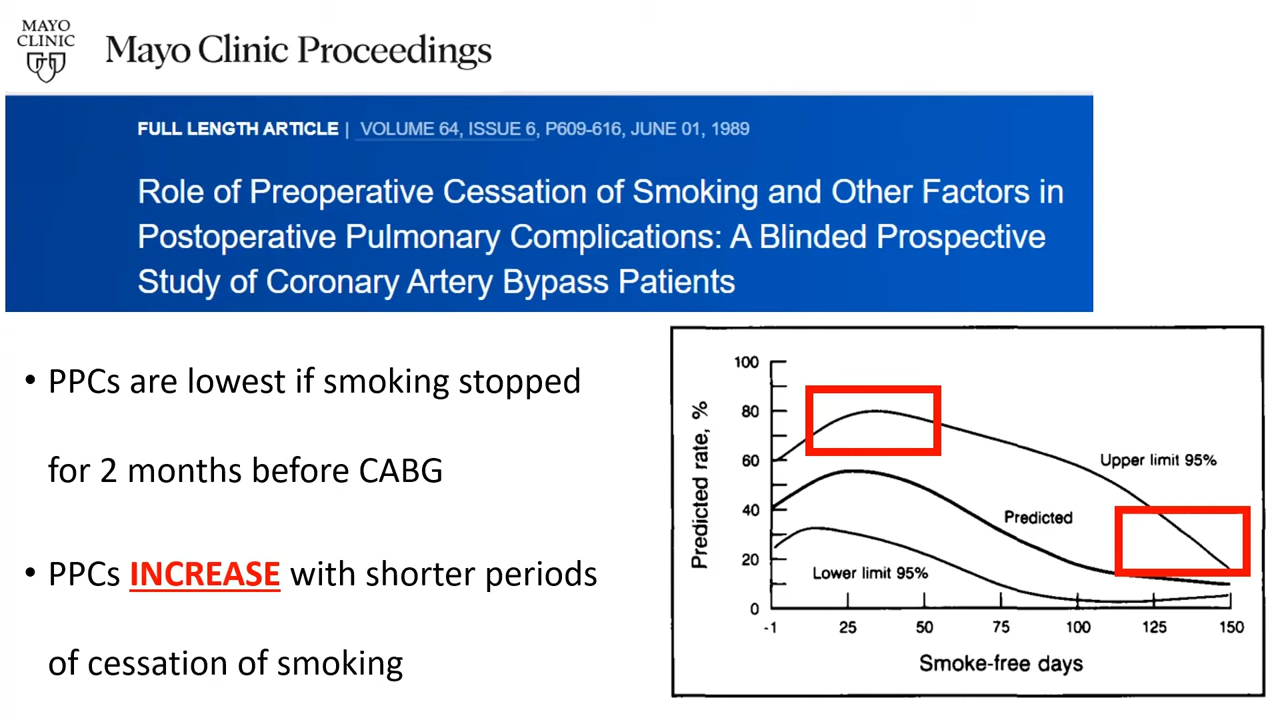 MAYO
CLINIC
Mayo Clinic Proceedings
FULL LENGTH ARTICLE | VOLUME 64, ISSUE 6, P609-616, JUNE 01, 1989
Role of Preoperative Cessation of Smoking and Other Factors in
Postoperative Pulmonary Complications: A Blinded Prospective
Study of Coronary Artery Bypass Patients
• PPCs are lowest if smoking stopped
for 2 months before CABG
• PPCs INCREASE with shorter periods
of cessation of smoking
Predicted rate, %
100
80
60
40
20
0
Upper limit 95%
Predicted
Lower limit 95%
-1 25 50 75 100 125 150
Smoke-free days